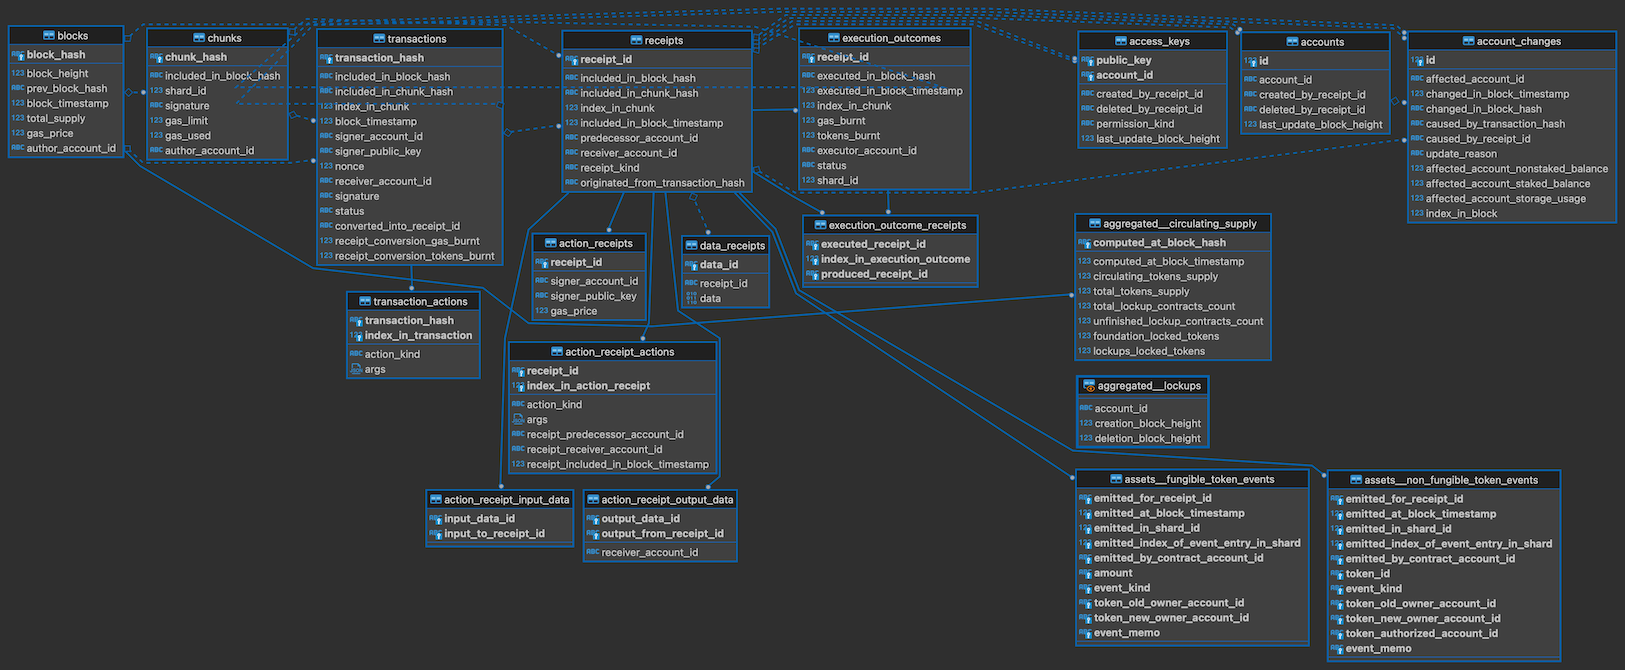 blocks
block_hash
block_height
prev_block_hash
block_timestamp
total_supply
gas_price
author_account_id
chunks
chunk_hash
included_in_block_hash
shard_id
signature
gas_limit
gas_used
author_account_id
transactions
transaction_hash
included_in_block_hash
included_in_chunk_hash
index_in_chunk
block_timestamp
signer_account_id
signer_public_key
nonce
receiver_account_id
signature
status
converted_into_receipt_id
receipt_conversion_gas_burnt
receipt_conversion_tokens_burnt
receipts
receipt_id
included_in_block_hash
included_in_chunk_hash
index_in_chunk
included_in_block_timestamp
predecessor_account_id
receiver_account_id
receipt_kind
originated_from_transaction_hash
execution_outcomes
receipt_id
executed_in_block_hash
executed_in_block_timestamp
index_in_chunk
gas_burnt
tokens_burnt
executor_account_id
status
shard_id
access_keys
public_key
account_id
created_by_receipt_id
deleted_by_receipt_id
permission_kind
last_update_block_height
accounts
id
account_id
created_by_receipt_id
deleted_by_receipt_id
last_update_block_height
account_changes
id
affected_account_id
changed_in_block_timestamp
changed_in_block_hash
caused_by_transaction_hash
caused_by_receipt_id
update_reason
affected_account_nonstaked_balance
affected_account_staked_balance
affected_account_storage_usage
index_in_block
transaction_actions
transaction_hash
index_in_transaction
action_kind
args
action_receipts
receipt_id
signer_account_id
signer_public_key
gas_price
data_receipts
data_id
receipt_id
data
execution_outcome_receipts
executed_receipt_id
index_in_execution_outcome
produced_receipt_id
aggregated__circulating_supply
computed_at_block_hash
computed_at_block_timestamp
circulating_tokens_supply
total_tokens_supply
total_lockup_contracts_count
unfinished_lockup_contracts_count
foundation_locked_tokens
lockups_locked_tokens
action_receipt_actions
receipt_id
index_in_action_receipt
action_kind
args
receipt_predecessor_account_id
receipt_receiver_account_id
receipt_included_in_block_timestamp
aggregated__lockups
account_id
creation_block_height
deletion_block_height
action_receipt_input_data
input_data_id
input_to_receipt_id
action_receipt_output_data
output_data_id
output_from_receipt_id
receiver_account_id
assets__fungible_token_events
emitted_for_receipt_id
emitted_at_block_timestamp
emitted_in_shard_id
emitted_index_of_event_entry_in_shard
emitted_by_contract_account_id
amount
event_kind
token_old_owner_account_id
token_new_owner_account_id
event_memo
assets__non_fungible_token_events
emitted_for_receipt_id
emitted_at_block_timestamp
emitted_in_shard_id
emitted_index_of_event_entry_in_shard
emitted_by_contract_account_id
token_id
event_kind
token_old_owner_account_id
token_new_owner_account_id
token_authorized_account_id
event_memo